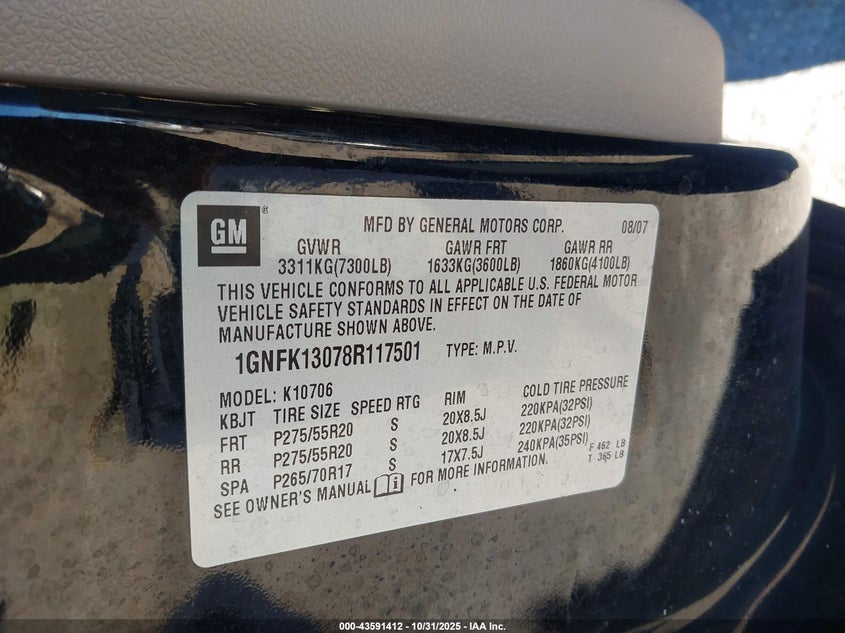 GM ® MFD BY GENERAL MOTORS CORP. 08/07
GVWR GAWR FRT GAWR RR
3311KG(7300LB) 1633KG(3600LB) 1860KG(4100LB)
THIS VEHICLE CONFORMS TO ALL APPLICABLE U.S. FEDERAL MOTOR
VEHICLE SAFETY STANDARDS IN EFFECT ON THE DATE OF
MANUFACTURE SHOWN ABOVE.
1GNFK13078R117501 TYPE: M.P.V.
MODEL: K10706
KBJT TIRE SIZE SPEED RTG RIM COLD TIRE PRESSURE
FRT P275/55R20 S 20X8.5J 220KPA(32PSI)
RR P275/55R20 S 20X8.5J 220KPA(32PSI)
SPA P265/70R17 S 17X7.5J 240KPA(35PSI) F 462 LB
T 365 LB
SEE OWNER'S MANUAL FOR MORE INFORMATION.
000-43591412 - 10/31/2025 - IAA Inc.